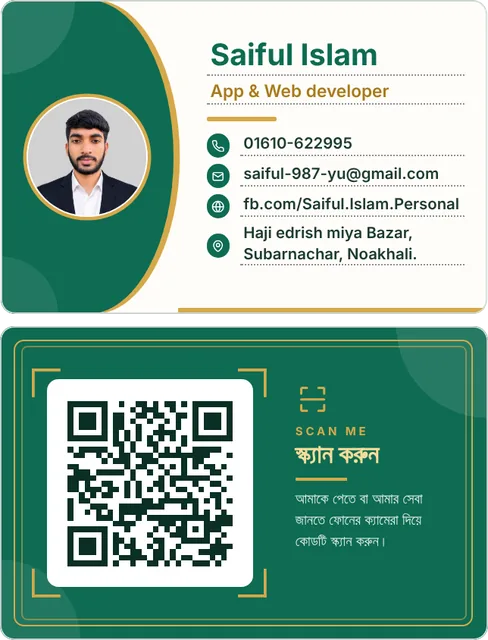 Saiful Islam
App & Web developer
01610-622995
saiful-987-yu@gmail.com
fb.com/Saiful.Islam.Personal
Haji edrish miya Bazar,
Subarnachar, Noakhali.
SCAN ME
স্ক্যান করুন
আমাকে পেতে বা আমার সেবা
জানতে ফোনের ক্যামেরা দিয়ে
কোডটি স্ক্যান করুন।